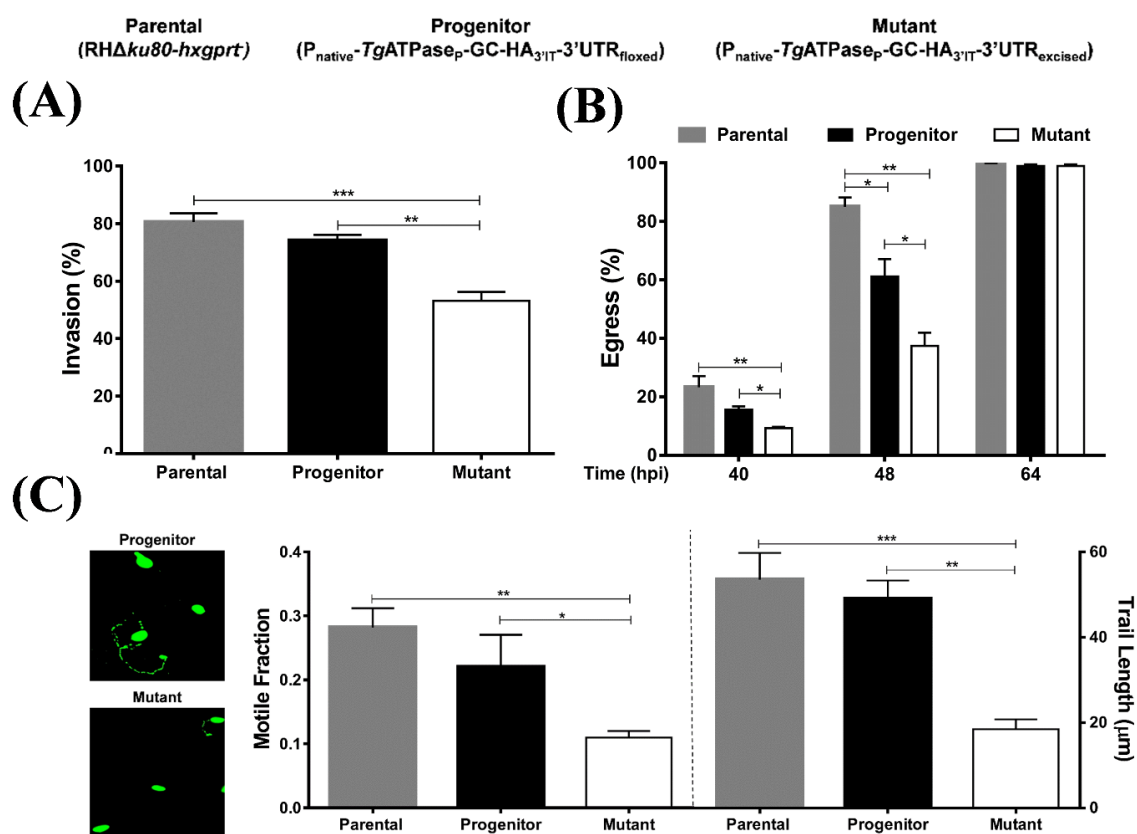 Parental Progenitor Mutant
(RHΔku80-hxgprt⁻) (Pnative-TgATPaseP-GC-HA3'IT-3'UTRfloxed) (Pnative-TgATPaseP-GC-HA3'IT-3'UTRexcised)
(A)
Invasion (%)
100
80
60
40
20
0
***
**
Parental Progenitor Mutant
(B)
Parental Progenitor Mutant
Egress (%)
100
80
60
40
20
0
**
*
**
*
*
Time (hpi) 40 48 64
(C)
Progenitor
Mutant
Motile Fraction
0.4
0.3
0.2
0.1
0.0
**
*
***
**
60
40
20
0
Trail Length (μm)
Parental Progenitor Mutant Parental Progenitor Mutant